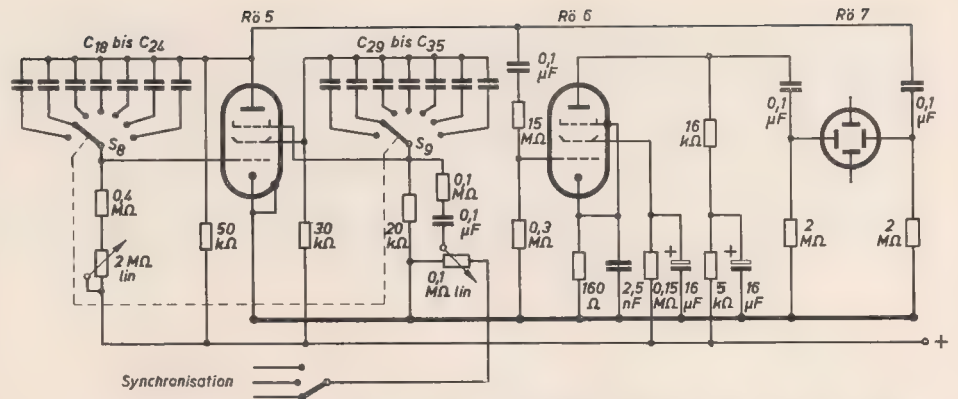 Rö 5
Rö 6
Rö 7
C18 bis C24
C29 bis C35
0,1
µF
0,1
µF
0,1
µF
15
MΩ
16
kΩ
S8
S9
0,4
MΩ
50
kΩ
30
kΩ
20
kΩ
0,1
MΩ
0,1
µF
0,3
MΩ
2
MΩ
2
MΩ
2 MΩ
lin
0,1
MΩ lin
160
Ω
2,5
nF
0,15
MΩ
+
16
µF
5
kΩ
+
16
µF
+
Synchronisation